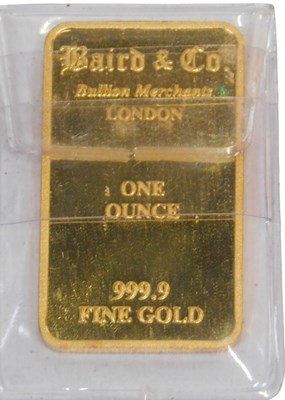 Baird & Co.
Bullion Merchants
LONDON
ONE
OUNCE
999.9
FINE GOLD